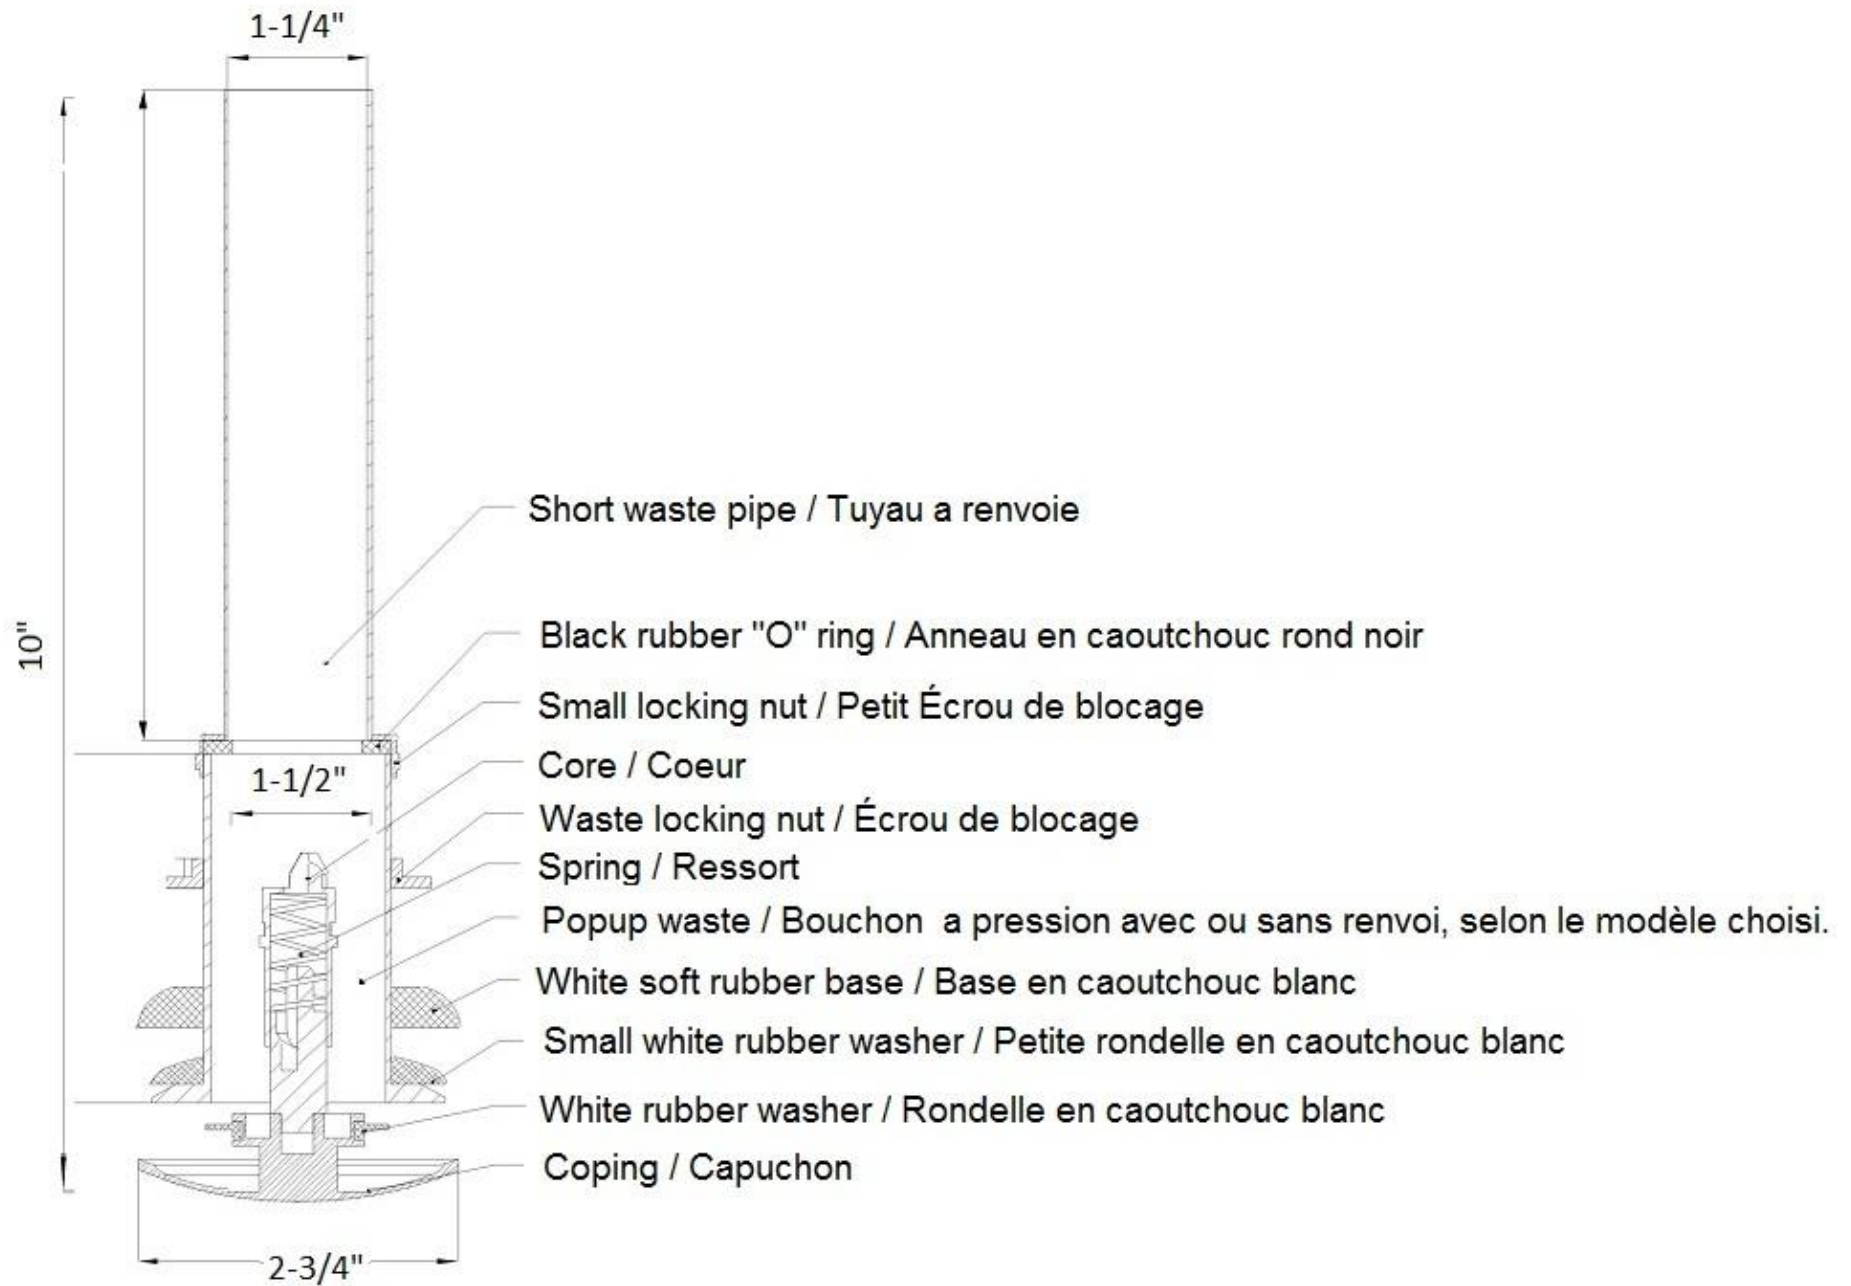 1-1/4"
Short waste pipe / Tuyau a renvoie
10"
Black rubber "O" ring / Anneau en caoutchouc rond noir
Small locking nut / Petit Écrou de blocage
Core / Coeur
1-1/2"
Waste locking nut / Écrou de blocage
Spring / Ressort
Popup waste / Bouchon a pression avec ou sans renvoi, selon le modèle choisi.
White soft rubber base / Base en caoutchouc blanc
Small white rubber washer / Petite rondelle en caoutchouc blanc
White rubber washer / Rondelle en caoutchouc blanc
Coping / Capuchon
2-3/4"